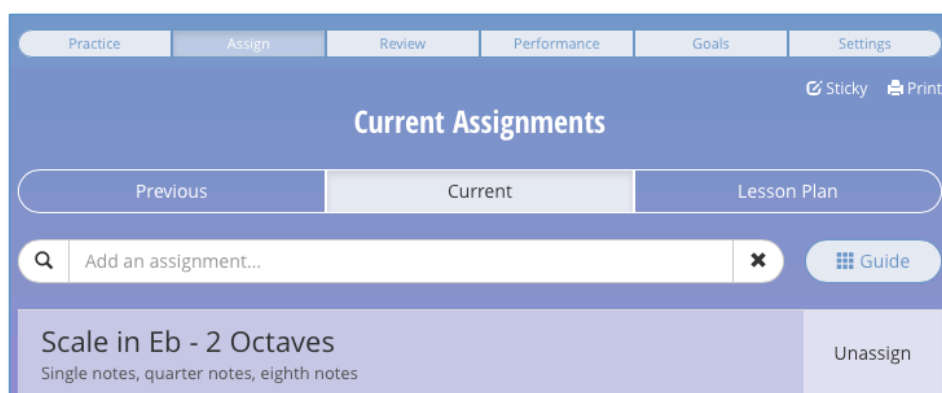 Practice Assign Review Performance Goals Settings
Sticky Print
Current Assignments
Previous Current Lesson Plan
Add an assignment... Guide
Scale in Eb - 2 Octaves
Single notes, quarter notes, eighth notes
Unassign